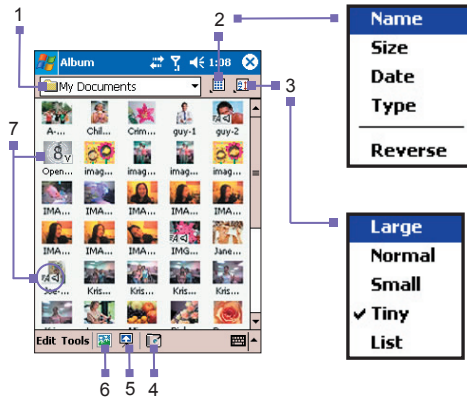 1
2
3
4
5
6
7
Album 1:08
My Documents
A-... Chil... Crim... guy-1 guy-2
Open... imag... imag... imag... imag...
IMA... IMA... IMA... IMA... IMA...
IMA... IMA... IMA... IMG... Jane...
Joe-... Kris... Kris... Kris... Kris...
Edit Tools
Name
Size
Date
Type
Reverse
Large
Normal
Small
Tiny
List